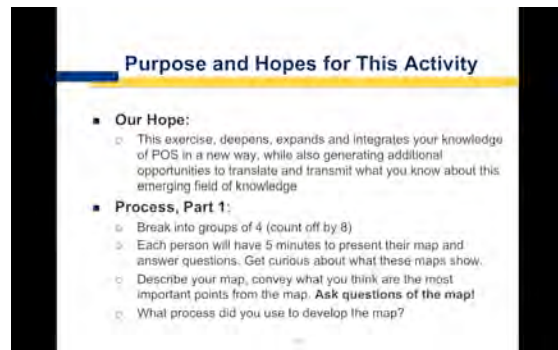 Purpose and Hopes for This Activity
Our Hope:
This exercise, deepens, expands and integrates your knowledge
of POS in a new way, while also generating additional
opportunities to translate and transmit what you know about this
emerging field of knowledge
Process, Part 1:
Break into groups of 4 (count off by 8)
Each person will have 5 minutes to present their map and
answer questions. Get curious about what these maps show.
Describe your map, convey what you think are the most
important points from the map. Ask questions of the map!
What process did you use to develop the map?